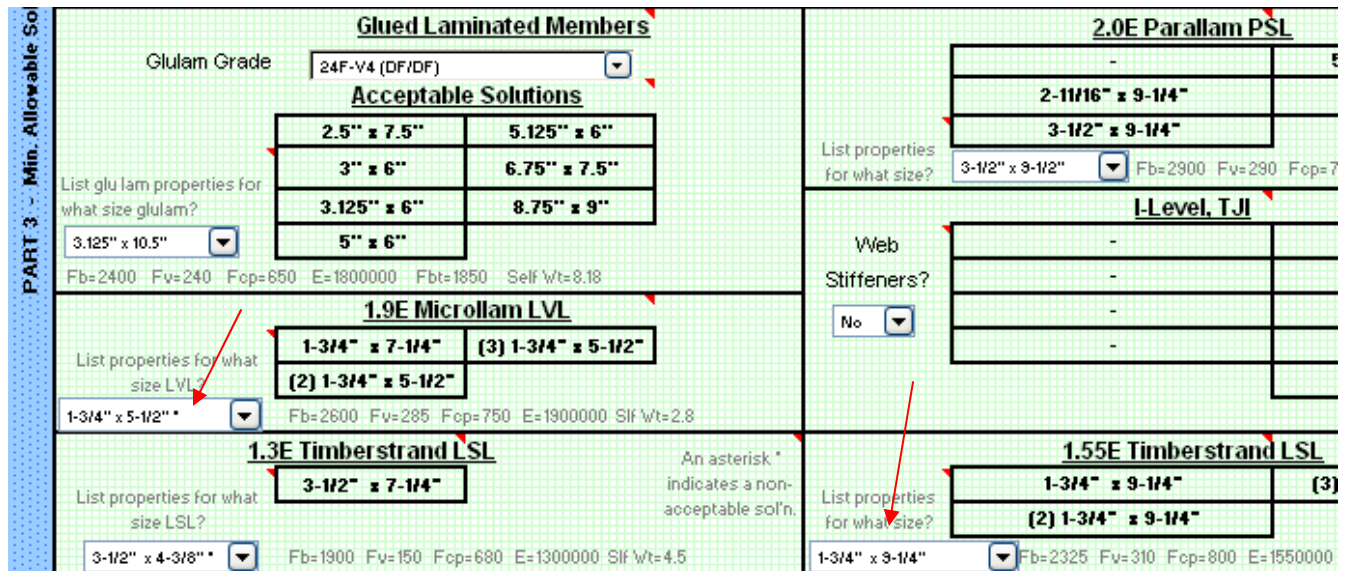 PART 3 - Min. Allowable Sol
Glued Laminated Members
Glulam Grade
24F-V4 (DF/DF)
Acceptable Solutions
2.5" x 7.5" 5.125" x 6"
3" x 6" 6.75" x 7.5"
3.125" x 6" 8.75" x 9"
5" x 6"
List glu lam properties for
what size glulam?
3.125" x 10.5"
Fb=2400 Fv=240 Fcp=650 E=1800000 Fbt=1850 Self Wt=8.18
1.9E Microllam LVL
1-3/4" x 7-1/4" (3) 1-3/4" x 5-1/2"
(2) 1-3/4" x 5-1/2"
List properties for what
size LVL?
1-3/4" x 5-1/2" *
Fb=2600 Fv=285 Fcp=750 E=1900000 Slf Wt=2.8
1.3E Timberstrand LSL
3-1/2" x 7-1/4"
An asterisk *
indicates a non-
acceptable sol'n.
List properties for what
size LSL?
3-1/2" x 4-3/8" *
Fb=1900 Fv=150 Fcp=680 E=1300000 Slf Wt=4.5
2.0E Parallam PSL
- 5
2-11/16" x 9-1/4"
3-1/2" x 9-1/4"
List properties
for what size?
3-1/2" x 9-1/2"
Fb=2900 Fv=290 Fcp=7
I-Level, TJI
Web
Stiffeners?
No
-
-
-
-
1.55E Timberstrand LSL
1-3/4" x 9-1/4" (3)
(2) 1-3/4" x 9-1/4"
List properties
for what size?
1-3/4" x 9-1/4"
Fb=2325 Fv=310 Fcp=800 E=1550000